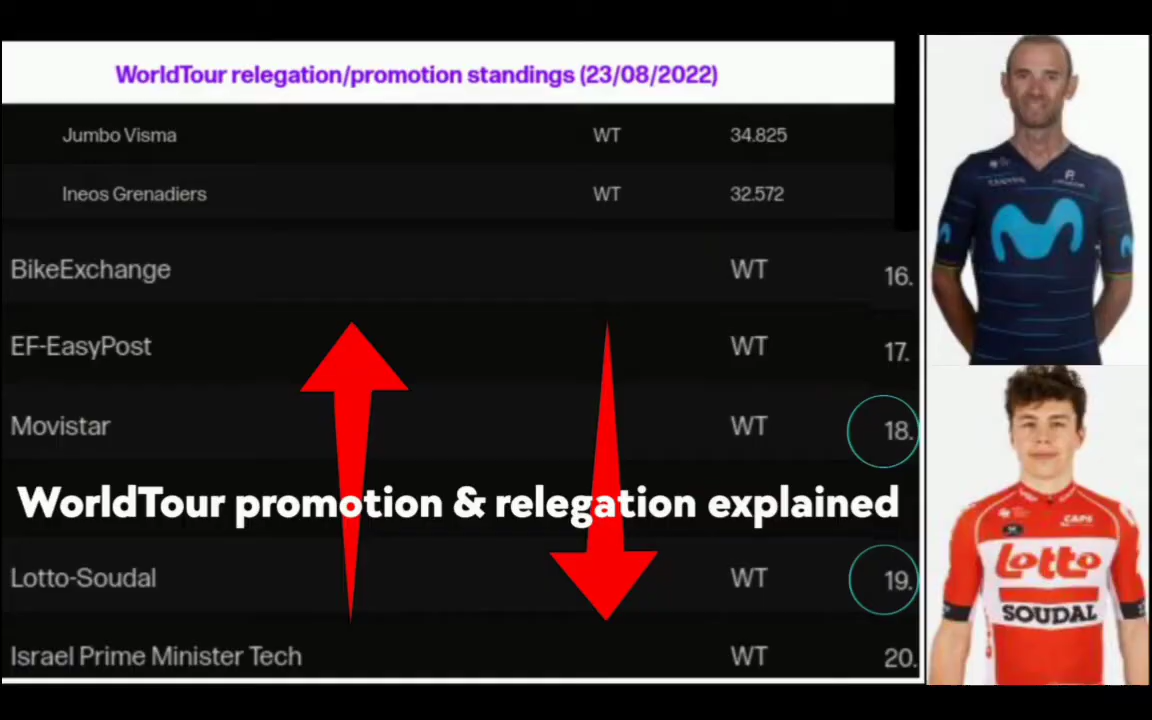 WorldTour relegation/promotion standings (23/08/2022)
Jumbo Visma WT 34.825
Ineos Grenadiers WT 32.572
BikeExchange WT 16.
EF-EasyPost WT 17.
Movistar WT 18.
WorldTour promotion & relegation explained
Lotto-Soudal WT 19.
Israel Prime Minister Tech WT 20.
CANYON
CAPS
Lotto
SOUDAL